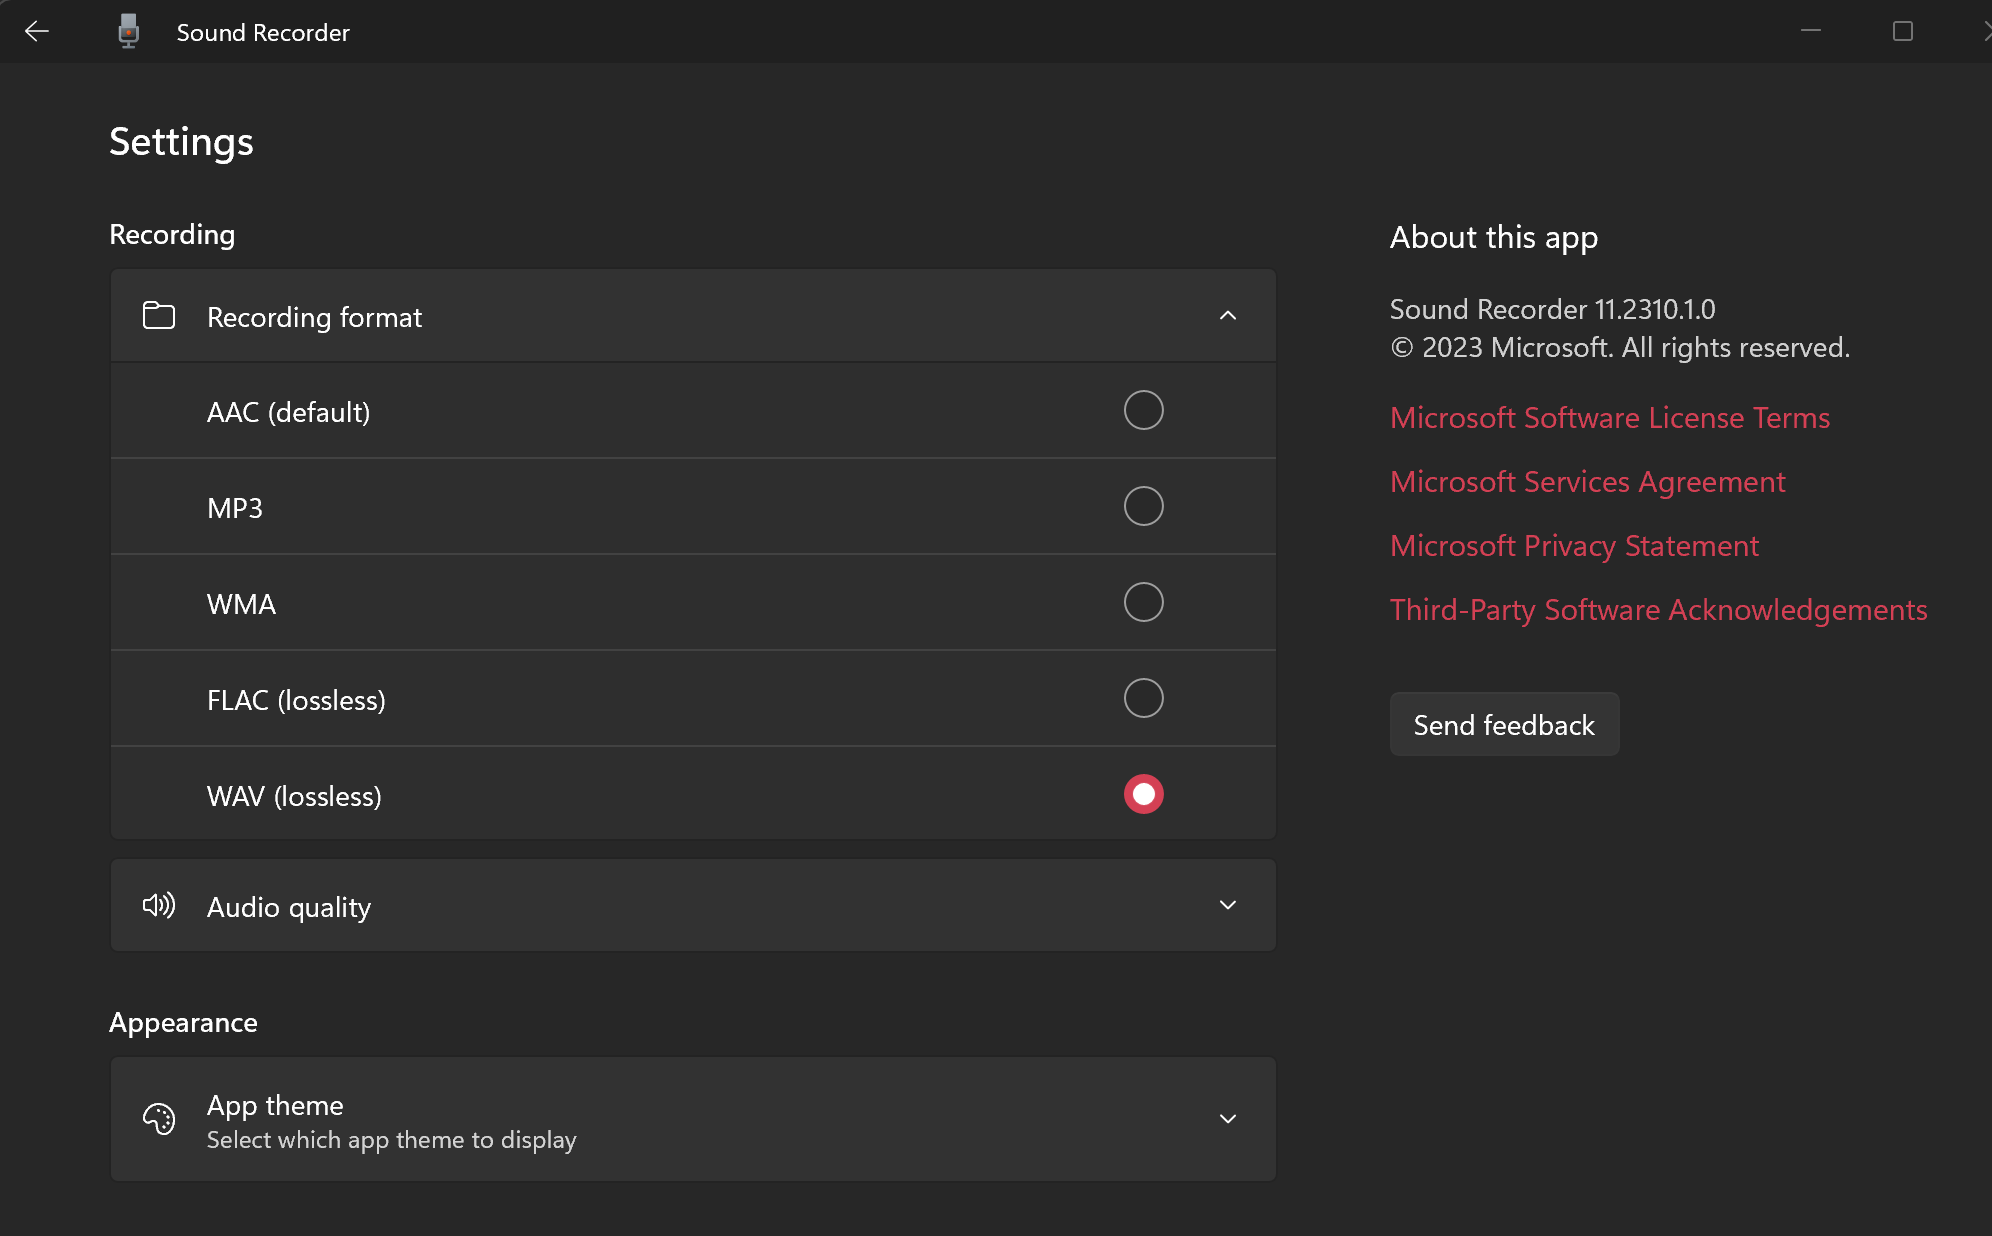 Sound Recorder
Settings
Recording
Recording format
AAC (default)
MP3
WMA
FLAC (lossless)
WAV (lossless)
Audio quality
Appearance
App theme
Select which app theme to display
About this app
Sound Recorder 11.2310.1.0
© 2023 Microsoft. All rights reserved.
Microsoft Software License Terms
Microsoft Services Agreement
Microsoft Privacy Statement
Third-Party Software Acknowledgements
Send feedback